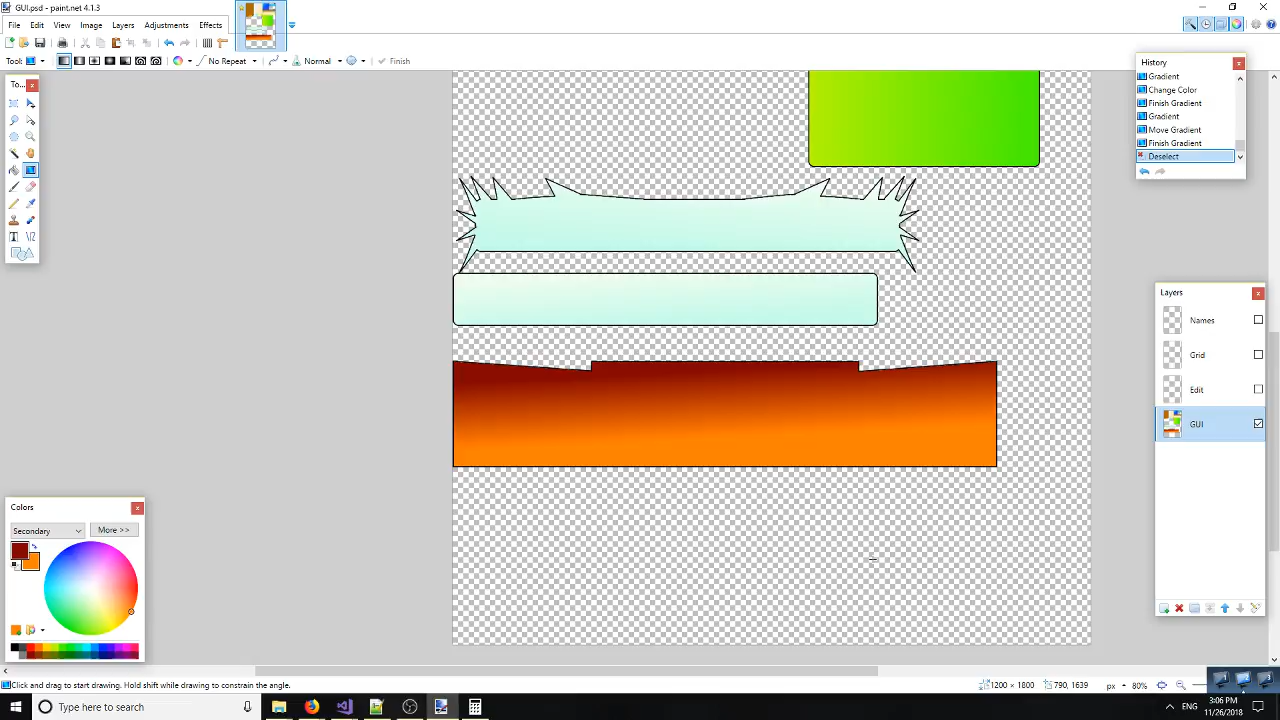 GUI.psd - paint.net 4.1.3
File Edit View Image Layers Adjustments Effects
Tool: No Repeat Normal Finish
To...
History
Gradient
Change Color
Finish Gradient
Gradient
Move Gradient
Finish Gradient
Deselect
Layers
Names
Grid
Edit
GUI
Colors
Secondary More >>
Click and drag to start drawing. Hold shift while drawing to constrain the angle.
1200 × 1800 790, 1639 px 80%
Type here to search
ENG
3:06 PM
11/26/2018